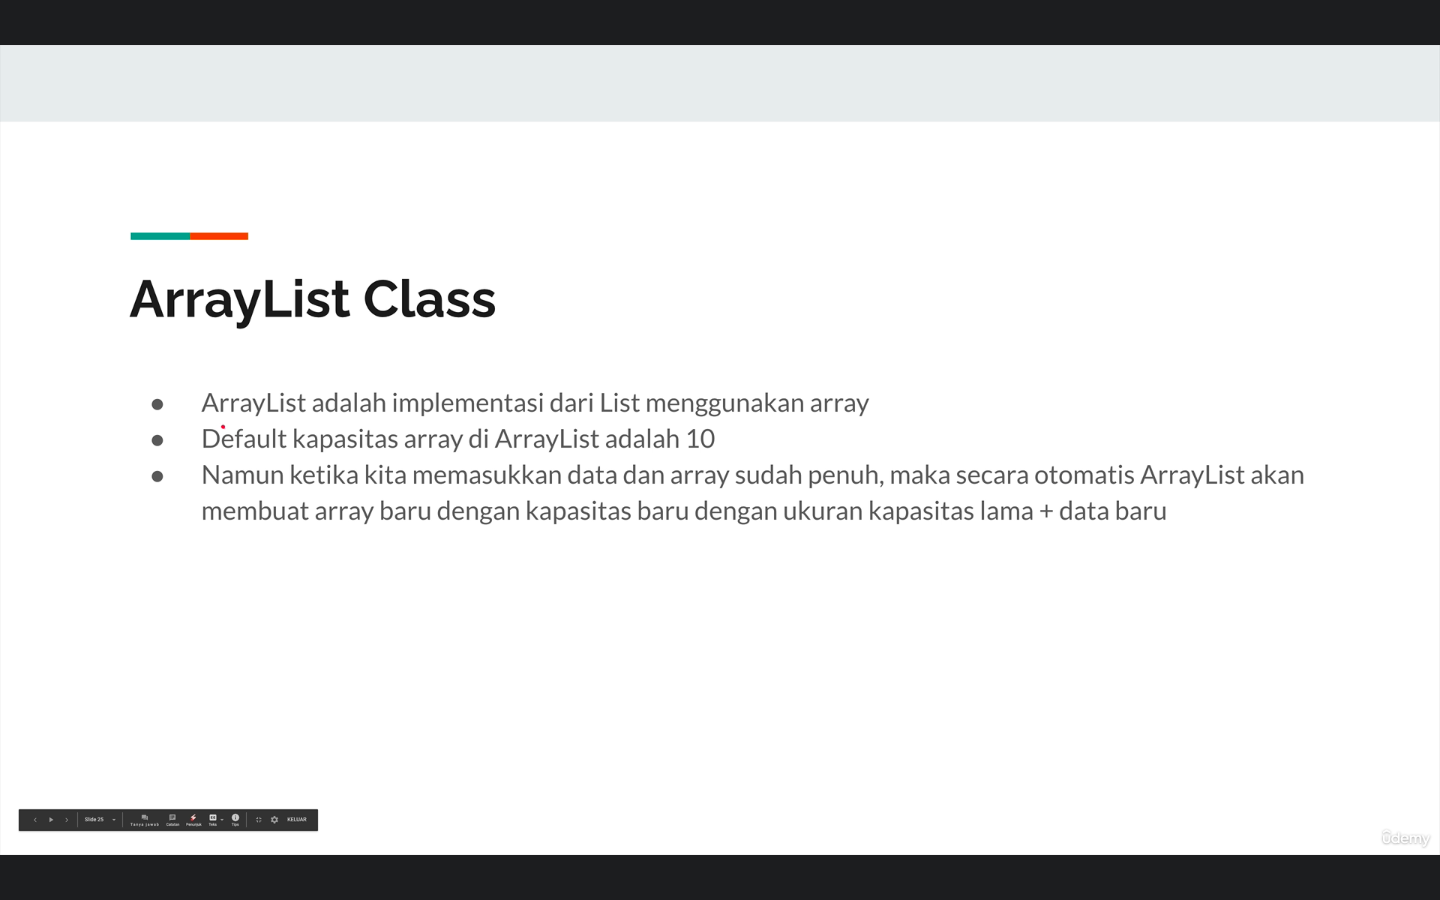 ArrayList Class
● ArrayList adalah implementasi dari List menggunakan array
● Default kapasitas array di ArrayList adalah 10
● Namun ketika kita memasukkan data dan array sudah penuh, maka secara otomatis ArrayList akan
membuat array baru dengan kapasitas baru dengan ukuran kapasitas lama + data baru
Slide 25
Tanya jawab
Catatan
Penunjuk
Teks
Tips
KELUAR
ûdemy